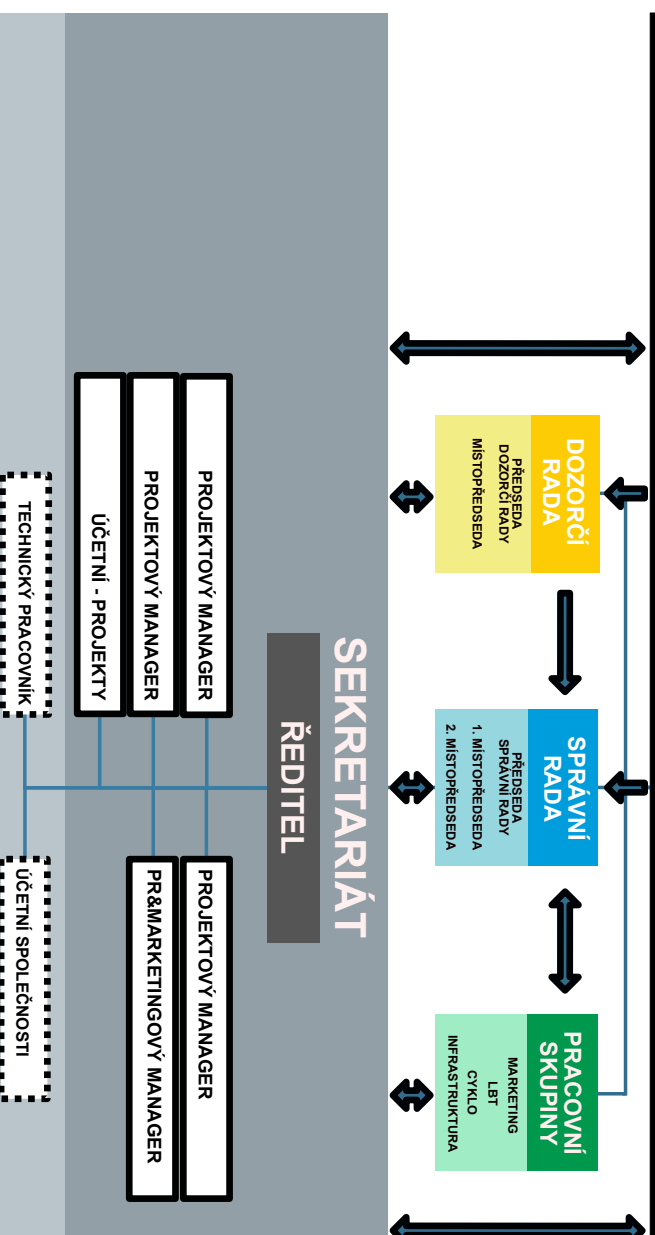 DOZORČÍ
RADA
PŘEDSEDA
DOZORČÍ RADY
MÍSTOPŘEDSEDA
SPRÁVNÍ
RADA
PŘEDSEDA
SPRÁVNÍ RADY
1. MÍSTOPŘEDSEDA
2. MÍSTOPŘEDSEDA
PRACOVNÍ
SKUPINY
MARKETING
LBT
CYKLO
INFRASTRUKTURA
SEKRETARIÁT
ŘEDITEL
PROJEKTOVÝ MANAGER
PROJEKTOVÝ MANAGER
PROJEKTOVÝ MANAGER
PR&MARKETINGOVÝ MANAGER
ÚČETNÍ - PROJEKTY
TECHNICKÝ PRACOVNÍK
ÚČETNÍ SPOLEČNOSTI